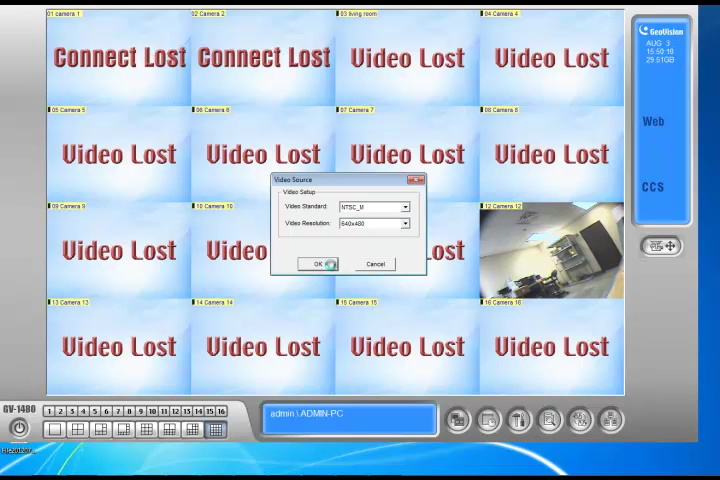 01 camera 1
02 Camera 2
03 living room
04 Camera 4
Connect Lost
Connect Lost
Video Lost
Video Lost
GeoVision
AUG 3
15:50:16
29.51GB
Web
CCS
05 Camera 5
06 Camera 6
07 Camera 7
08 Camera 8
Video Lost
Video Lost
Video Lost
Video Lost
Video Source
Video Setup
Video Standard:
NTSC_M
Video Resolution:
640x480
OK
Cancel
09 Camera 9
10 Camera 10
12 Camera 12
Video Lost
Video
Lost
13 Camera 13
14 Camera 14
15 Camera 15
16 Camera 16
Video Lost
Video Lost
Video Lost
Video Lost
GV-1480
1 2 3 4 5 6 7 8 9 10 11 12 13 14 15 16
admin \ ADMIN-PC